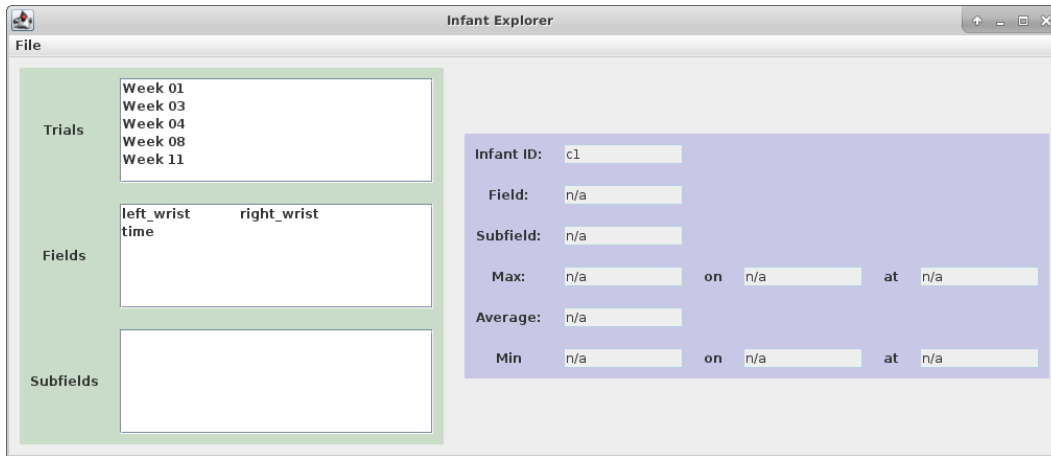 Infant Explorer
File
Trials
Week 01
Week 03
Week 04
Week 08
Week 11
Fields
left_wrist right_wrist
time
Subfields
Infant ID: c1
Field: n/a
Subfield: n/a
Max: n/a on n/a at n/a
Average: n/a
Min n/a on n/a at n/a